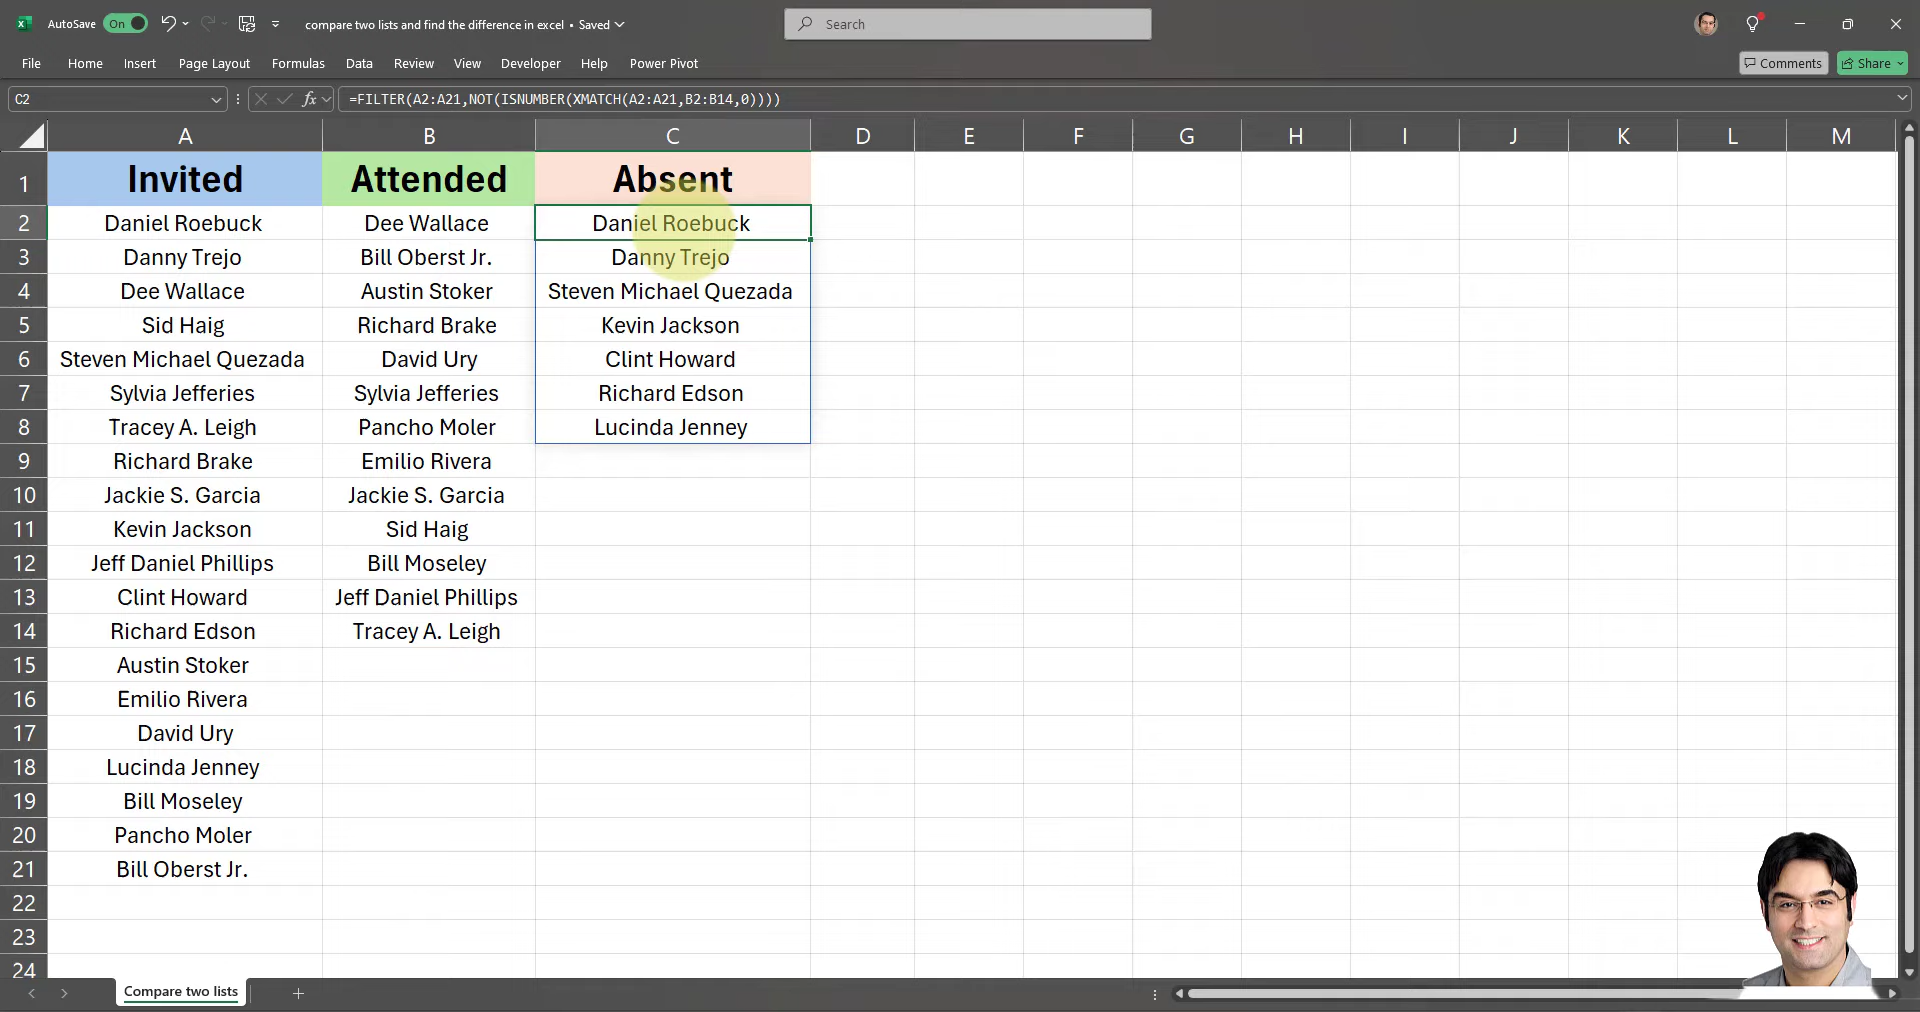 AutoSave On compare two lists and find the difference in excel • Saved Search
File Home Insert Page Layout Formulas Data Review View Developer Help Power Pivot Comments Share
C2 fx =FILTER(A2:A21,NOT(ISNUMBER(XMATCH(A2:A21,B2:B14,0))))
A B C D E F G H I J K L M
1 Invited Attended Absent
2 Daniel Roebuck Dee Wallace Daniel Roebuck
3 Danny Trejo Bill Oberst Jr. Danny Trejo
4 Dee Wallace Austin Stoker Steven Michael Quezada
5 Sid Haig Richard Brake Kevin Jackson
6 Steven Michael Quezada David Ury Clint Howard
7 Sylvia Jefferies Sylvia Jefferies Richard Edson
8 Tracey A. Leigh Pancho Moler Lucinda Jenney
9 Richard Brake Emilio Rivera
10 Jackie S. Garcia Jackie S. Garcia
11 Kevin Jackson Sid Haig
12 Jeff Daniel Phillips Bill Moseley
13 Clint Howard Jeff Daniel Phillips
14 Richard Edson Tracey A. Leigh
15 Austin Stoker
16 Emilio Rivera
17 David Ury
18 Lucinda Jenney
19 Bill Moseley
20 Pancho Moler
21 Bill Oberst Jr.
22
23
24
Compare two lists